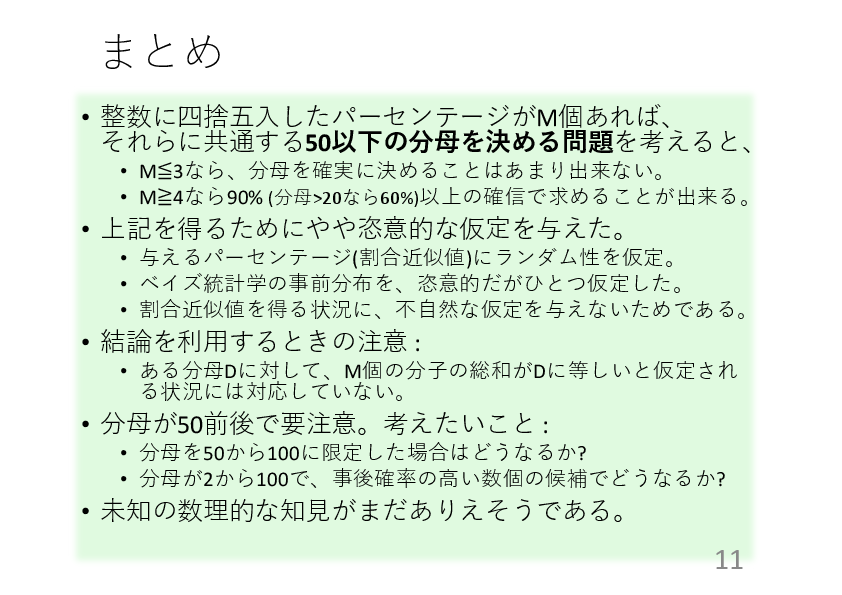 まとめ
• 整数に四捨五入したパーセンテージがM個あれば、
それらに共通する50以下の分母を決める問題を考えると、
• M≦3なら、分母を確実に決めることはあまり出来ない。
• M≧4なら90% (分母>20なら60%)以上の確信で求めることが出来る。
• 上記を得るためにやや恣意的な仮定を与えた。
• 与えるパーセンテージ(割合近似値)にランダム性を仮定。
• ベイズ統計学の事前分布を、恣意的だがひとつ仮定した。
• 割合近似値を得る状況に、不自然な仮定を与えないためである。
• 結論を利用するときの注意 :
• ある分母Dに対して、M個の分子の総和がDに等しいと仮定され
る状況には対応していない。
• 分母が50前後で要注意。考えたいこと :
• 分母を50から100に限定した場合はどうなるか?
• 分母が2から100で、事後確率の高い数個の候補でどうなるか?
• 未知の数理的な知見がまだありえそうである。
11